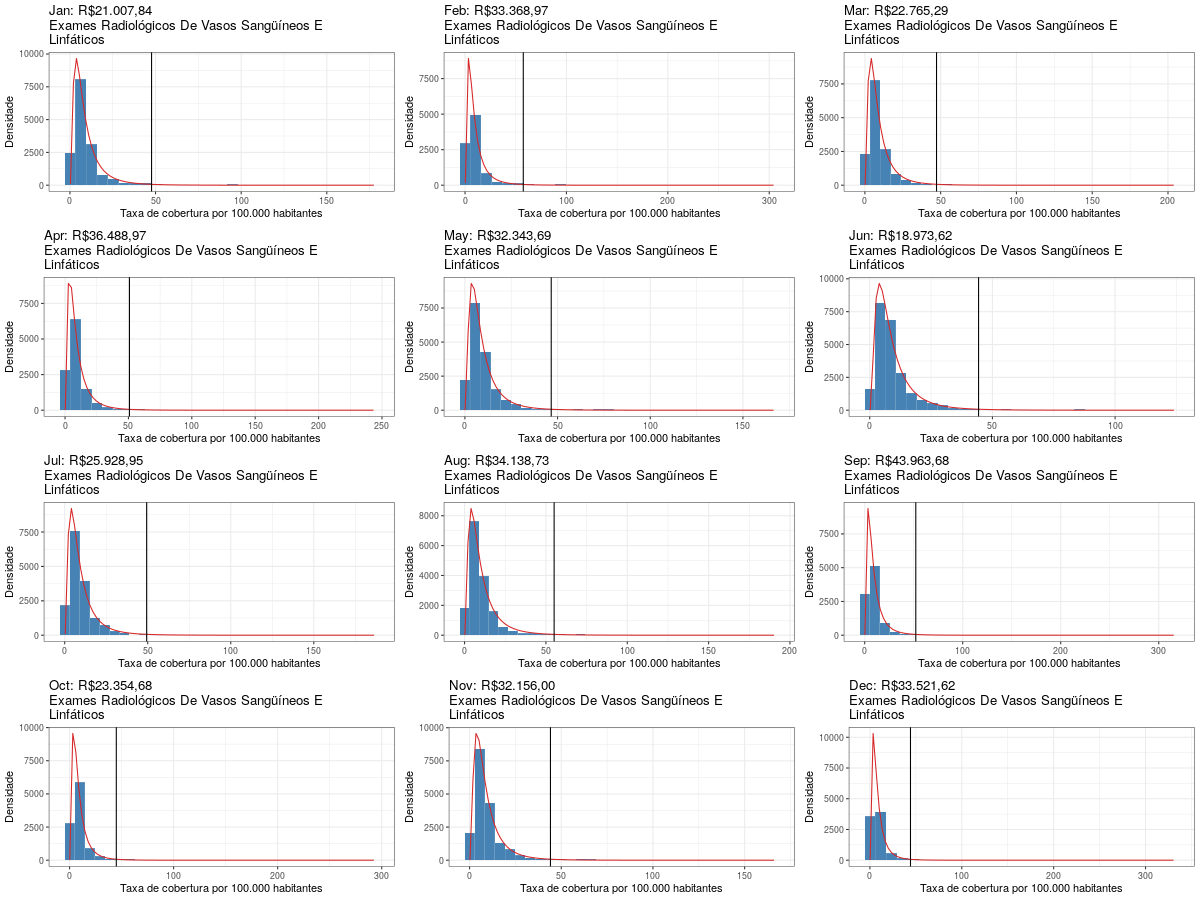 Jan: R$21.007,84
Exames Radiológicos De Vasos Sangüíneos E
Linfáticos
10000
7500
5000
2500
0
Densidade
0
50
100
150
Taxa de cobertura por 100.000 habitantes
Feb: R$33.368,97
Exames Radiológicos De Vasos Sangüíneos E
Linfáticos
7500
5000
2500
0
Densidade
0
100
200
300
Taxa de cobertura por 100.000 habitantes
Mar: R$22.765,29
Exames Radiológicos De Vasos Sangüíneos E
Linfáticos
7500
5000
2500
0
Densidade
0
50
100
150
200
Taxa de cobertura por 100.000 habitantes
Apr: R$36.488,97
Exames Radiológicos De Vasos Sangüíneos E
Linfáticos
7500
5000
2500
0
Densidade
0
50
100
150
200
250
Taxa de cobertura por 100.000 habitantes
May: R$32.343,69
Exames Radiológicos De Vasos Sangüíneos E
Linfáticos
7500
5000
2500
0
Densidade
0
50
100
150
Taxa de cobertura por 100.000 habitantes
Jun: R$18.973,62
Exames Radiológicos De Vasos Sangüíneos E
Linfáticos
10000
7500
5000
2500
0
Densidade
0
50
100
Taxa de cobertura por 100.000 habitantes
Jul: R$25.928,95
Exames Radiológicos De Vasos Sangüíneos E
Linfáticos
7500
5000
2500
0
Densidade
0
50
100
150
Taxa de cobertura por 100.000 habitantes
Aug: R$34.138,73
Exames Radiológicos De Vasos Sangüíneos E
Linfáticos
8000
6000
4000
2000
0
Densidade
0
50
100
150
200
Taxa de cobertura por 100.000 habitantes
Sep: R$43.963,68
Exames Radiológicos De Vasos Sangüíneos E
Linfáticos
7500
5000
2500
0
Densidade
0
100
200
300
Taxa de cobertura por 100.000 habitantes
Oct: R$23.354,68
Exames Radiológicos De Vasos Sangüíneos E
Linfáticos
10000
7500
5000
2500
0
Densidade
0
100
200
300
Taxa de cobertura por 100.000 habitantes
Nov: R$32.156,00
Exames Radiológicos De Vasos Sangüíneos E
Linfáticos
10000
7500
5000
2500
0
Densidade
0
50
100
150
Taxa de cobertura por 100.000 habitantes
Dec: R$33.521,62
Exames Radiológicos De Vasos Sangüíneos E
Linfáticos
10000
7500
5000
2500
0
Densidade
0
100
200
300
Taxa de cobertura por 100.000 habitantes